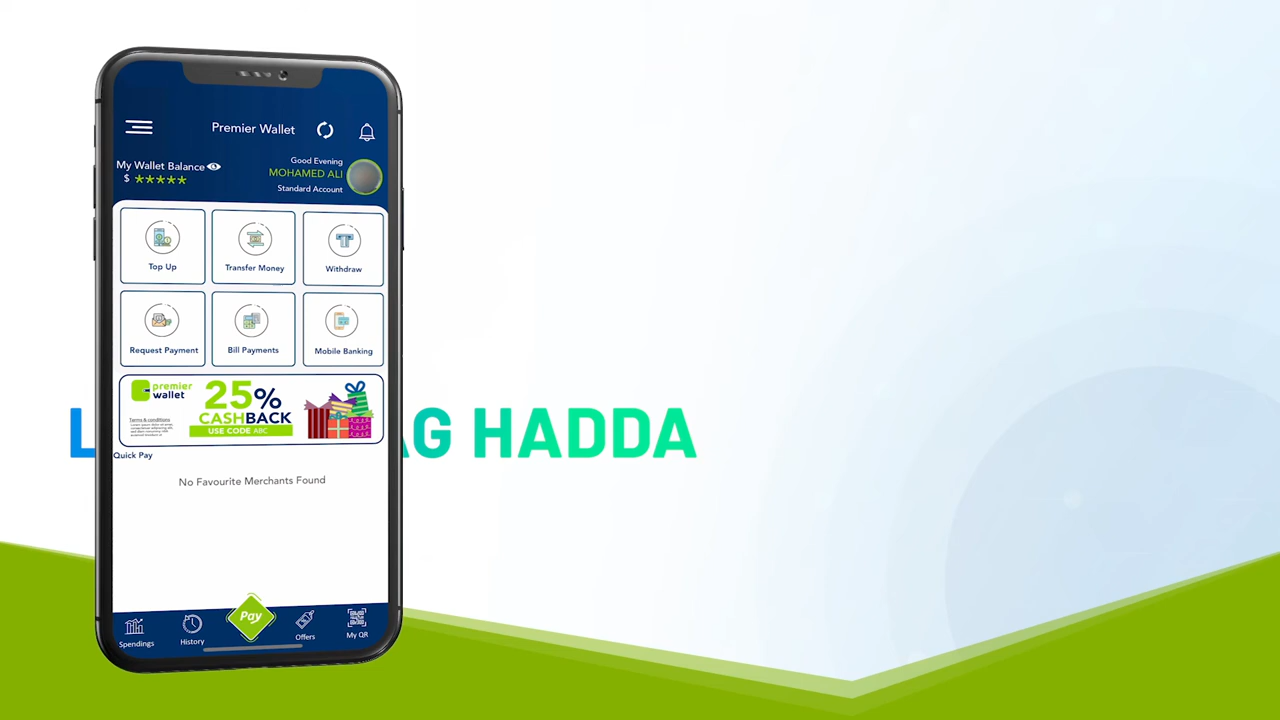 Premier Wallet
My Wallet Balance
$ *****
Good Evening
MOHAMED ALI
Standard Account
Top Up
Transfer Money
Withdraw
Request Payment
Bill Payments
Mobile Banking
premier
wallet
Terms & conditions
25%
CASHBACK
USE CODE ABC
L AG HADDA
Quick Pay
No Favourite Merchants Found
Spendings
History
Pay
Offers
My QR